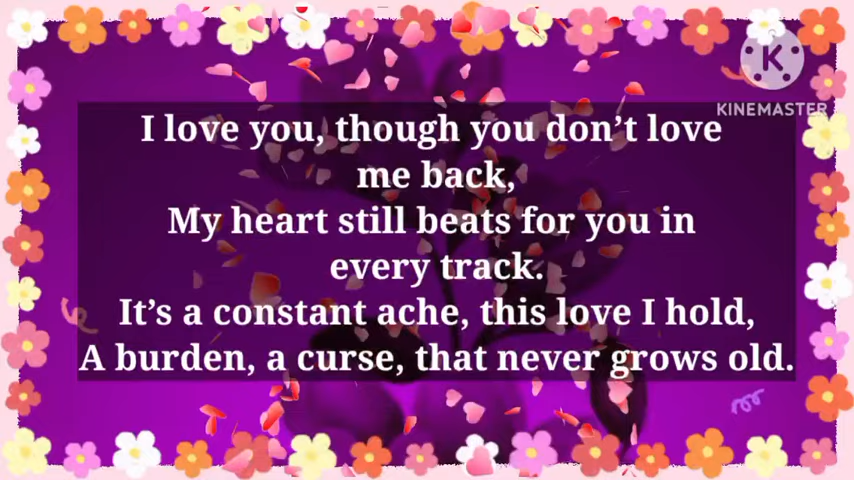 K
KINEMASTER
I love you, though you don’t love
me back,
My heart still beats for you in
every track.
It’s a constant ache, this love I hold,
A burden, a curse, that never grows old.